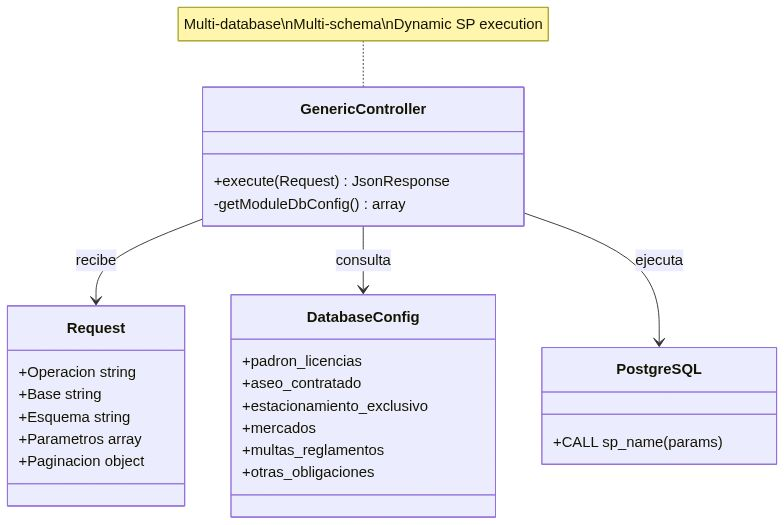 Multi-database\nMulti-schema\nDynamic SP execution
GenericController
+execute(Request) : JsonResponse
-getModuleDbConfig() : array
recibe
consulta
ejecuta
Request
+Operacion string
+Base string
+Esquema string
+Parametros array
+Paginacion object
DatabaseConfig
+padron_licencias
+aseo_contratado
+estacionamiento_exclusivo
+mercados
+multas_reglamentos
+otras_obligaciones
PostgreSQL
+CALL sp_name(params)